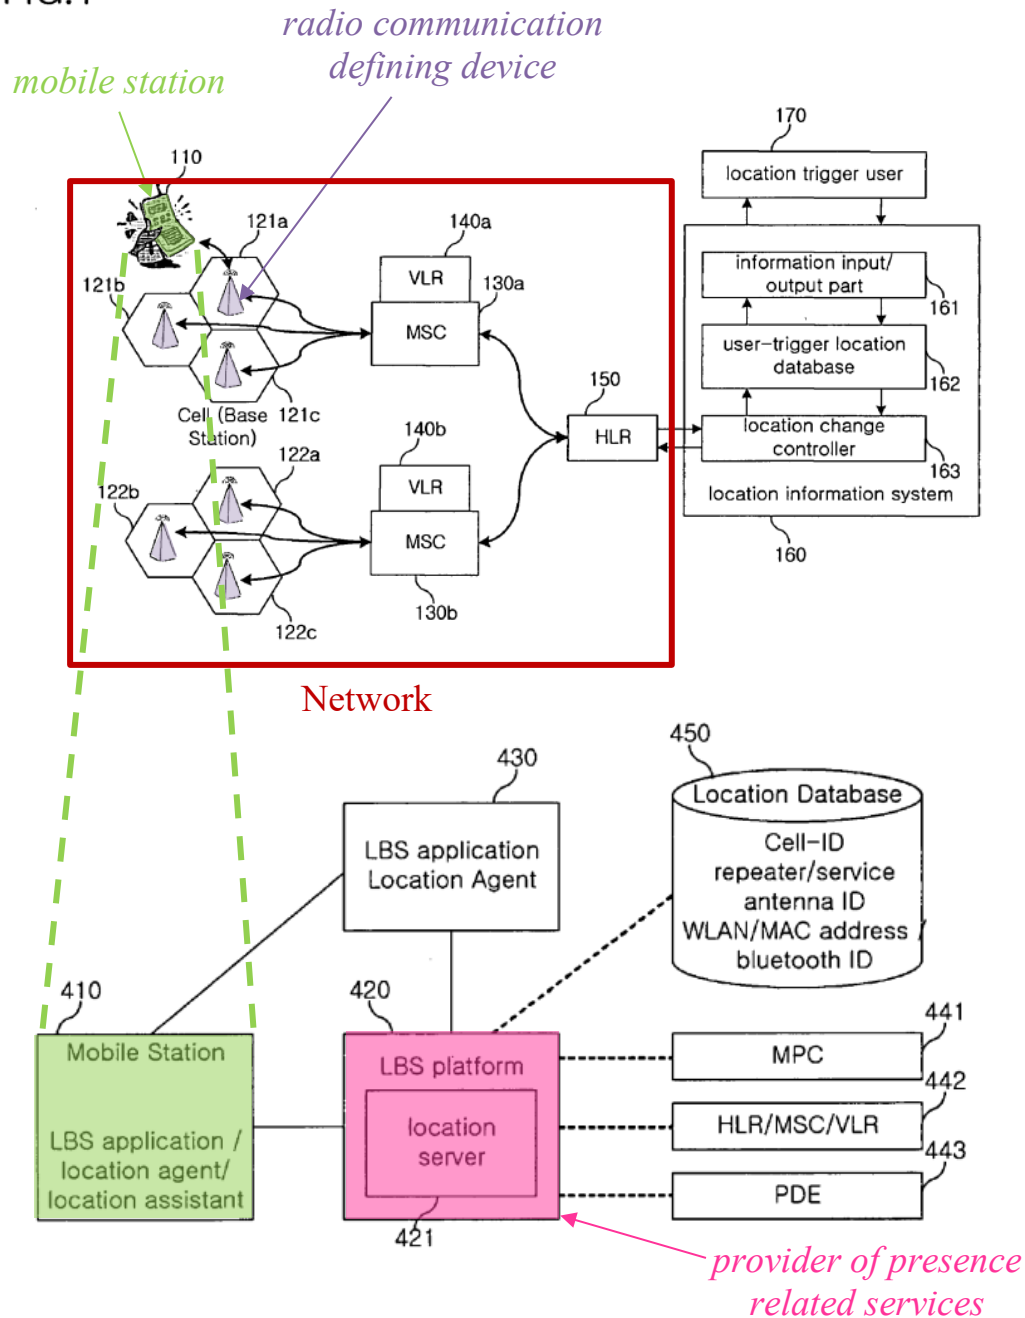 radio communication
defining device
mobile station
110
170
location trigger user
121a
140a
VLR
130a
MSC
121b
information input/
output part
161
user-trigger location
database
162
150
HLR
location change
controller
163
location information system
160
Cell (Base
Station)
121c
140b
VLR
122a
122b
MSC
130b
122c
Network
430
LBS application
Location Agent
450
Location Database
Cell-ID
repeater/service
antenna ID
WLAN/MAC address /
bluetooth ID
410
Mobile Station
LBS application /
location agent/
location assistant
420
LBS platform
location
server
421
441
MPC
442
HLR/MSC/VLR
443
PDE
provider of presence
related services